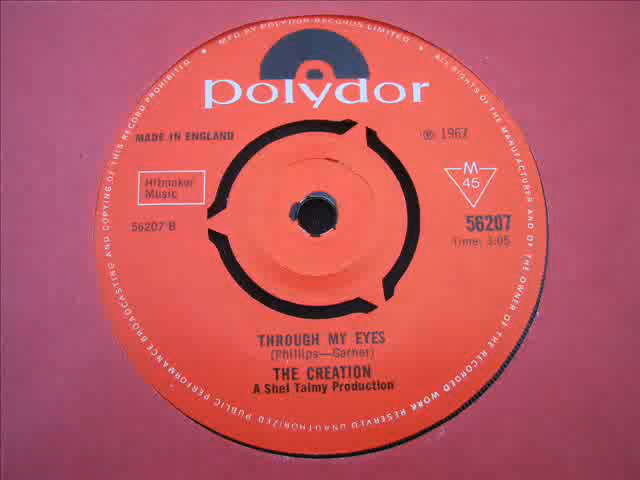 MFD BY POLYDOR RECORDS LIMITED
ALL RIGHTS OF THE MANUFACTURER AND OF THE OWNER OF THE RECORDED WORK RESERVED UNAUTHORIZED PUBLIC PERFORMANCE BROADCASTING AND COPYING OF THIS RECORD PROHIBITED
polydor
MADE IN ENGLAND
℗ 1967
Hitmaker
Music
M
45
56207 B
56207
Time: 3:05
THROUGH MY EYES
(Phillips—Garner)
THE CREATION
A Shel Talmy Production